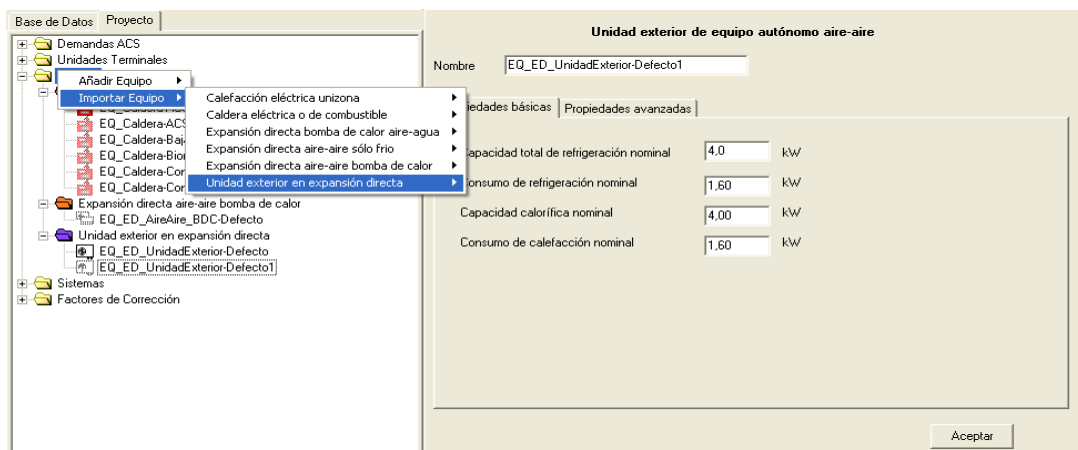 Base de Datos
Proyecto
Demandas ACS
Unidades Terminales
Añadir Equipo
Importar Equipo
Calefacción eléctrica unizona
Caldera eléctrica o de combustible
Expansión directa bomba de calor aire-agua
Expansión directa aire-aire sólo frio
Expansión directa aire-aire bomba de calor
Unidad exterior en expansión directa
EQ_Caldera-ACS
EQ_Caldera-Baj
EQ_Caldera-Bio
EQ_Caldera-Cor
EQ_Caldera-Cor
Expansión directa aire-aire bomba de calor
EQ_ED_AireAire_BDC-Defecto
Unidad exterior en expansión directa
EQ_ED_UnidadExterior-Defecto
EQ_ED_UnidadExterior-Defecto1
Sistemas
Factores de Corrección
Unidad exterior de equipo autónomo aire-aire
Nombre EQ_ED_UnidadExterior-Defecto1
iedades básicas Propiedades avanzadas
Capacidad total de refrigeración nominal 4,0 kW
Consumo de refrigeración nominal 1,60 kW
Capacidad calorífica nominal 4,00 kW
Consumo de calefacción nominal 1,60 kW
Aceptar